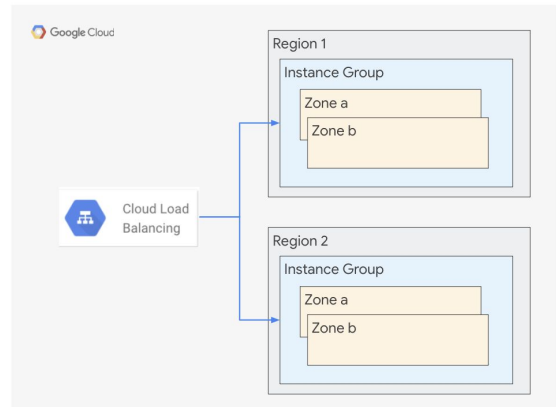 Google Cloud
Region 1
Instance Group
Zone a
Zone b
Cloud Load
Balancing
Region 2
Instance Group
Zone a
Zone b